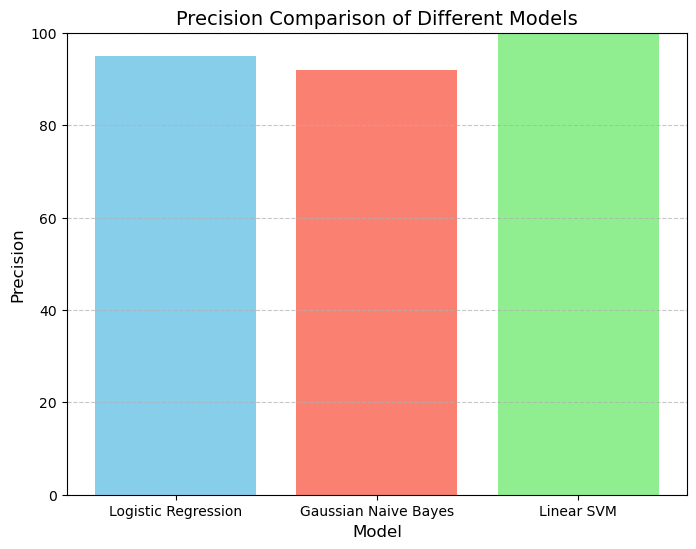 Precision Comparison of Different Models
100
80
60
40
20
0
Precision
Logistic Regression
Gaussian Naive Bayes
Linear SVM
Model